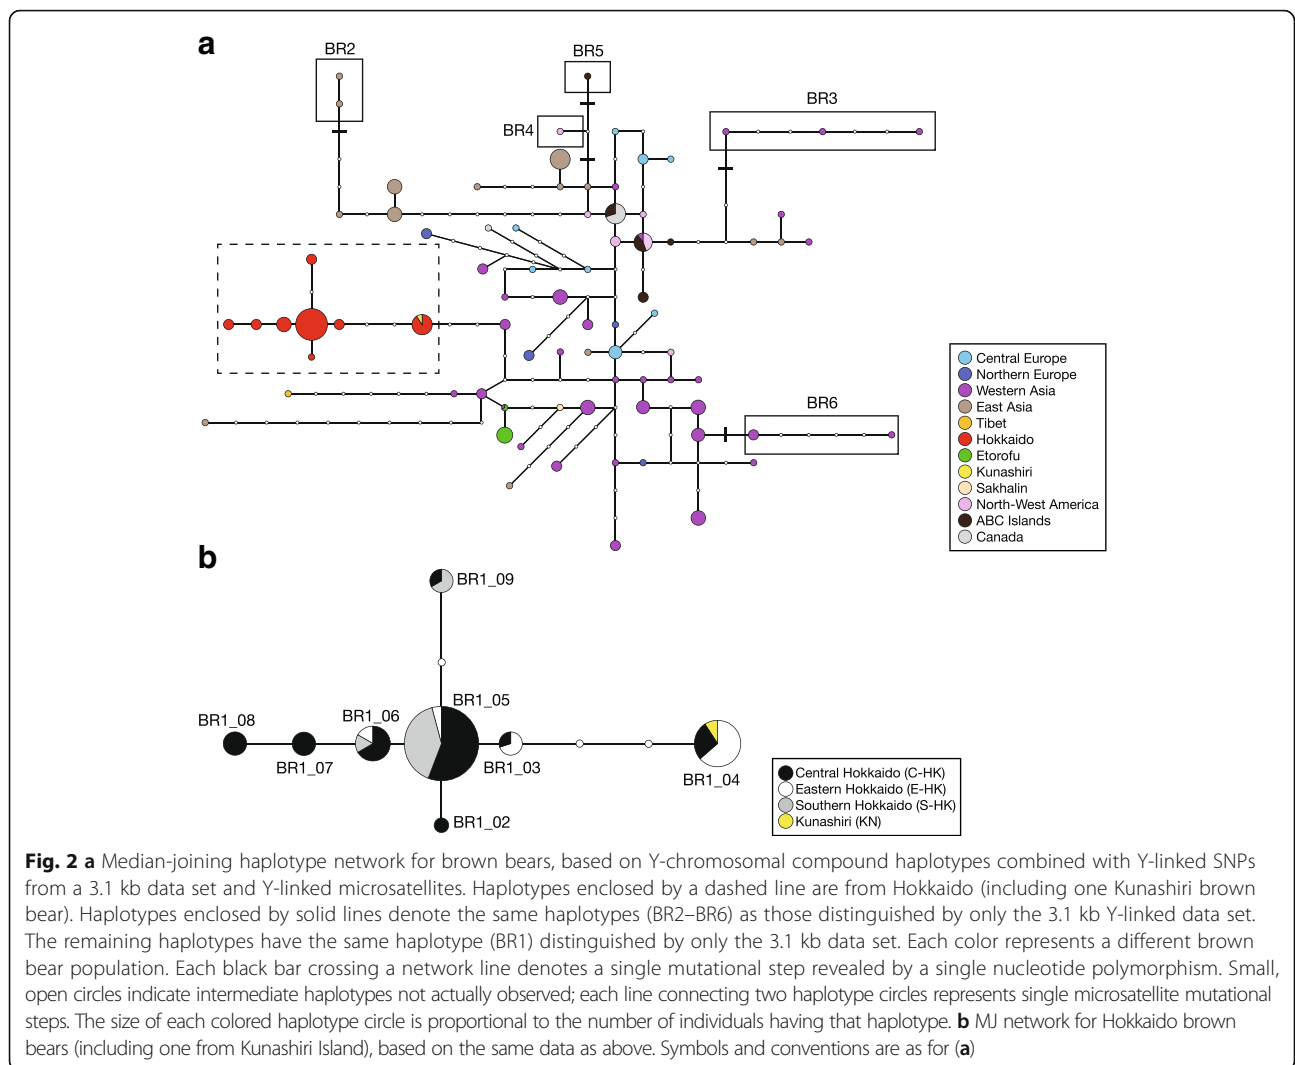 a
BR2
BR5
BR3
BR4
BR6
Central Europe
Northern Europe
Western Asia
East Asia
Tibet
Hokkaido
Etorofu
Kunashiri
Sakhalin
North-West America
ABC Islands
Canada
b
BR1_09
BR1_05
BR1_08
BR1_06
BR1_07
BR1_03
BR1_04
BR1_02
Central Hokkaido (C-HK)
Eastern Hokkaido (E-HK)
Southern Hokkaido (S-HK)
Kunashiri (KN)
Fig. 2 a Median-joining haplotype network for brown bears, based on Y-chromosomal compound haplotypes combined with Y-linked SNPs
from a 3.1 kb data set and Y-linked microsatellites. Haplotypes enclosed by a dashed line are from Hokkaido (including one Kunashiri brown
bear). Haplotypes enclosed by solid lines denote the same haplotypes (BR2–BR6) as those distinguished by only the 3.1 kb Y-linked data set.
The remaining haplotypes have the same haplotype (BR1) distinguished by only the 3.1 kb data set. Each color represents a different brown
bear population. Each black bar crossing a network line denotes a single mutational step revealed by a single nucleotide polymorphism. Small,
open circles indicate intermediate haplotypes not actually observed; each line connecting two haplotype circles represents single microsatellite mutational
steps. The size of each colored haplotype circle is proportional to the number of individuals having that haplotype. b MJ network for Hokkaido brown
bears (including one from Kunashiri Island), based on the same data as above. Symbols and conventions are as for (a)